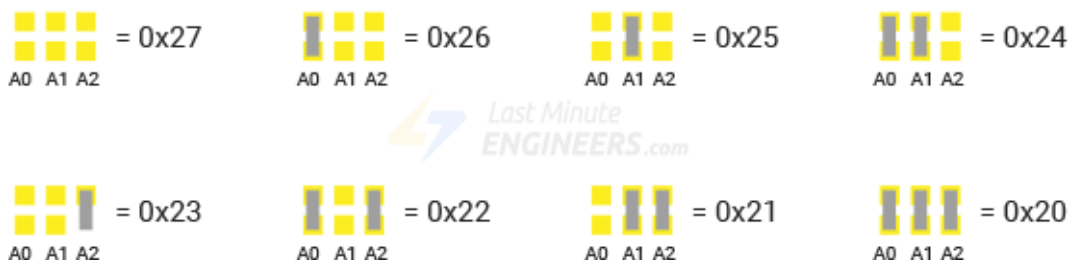 = 0x27 = 0x26 = 0x25 = 0x24
A0 A1 A2 A0 A1 A2 A0 A1 A2 A0 A1 A2
Last Minute
ENGINEERS.com
= 0x23 = 0x22 = 0x21 = 0x20
A0 A1 A2 A0 A1 A2 A0 A1 A2 A0 A1 A2